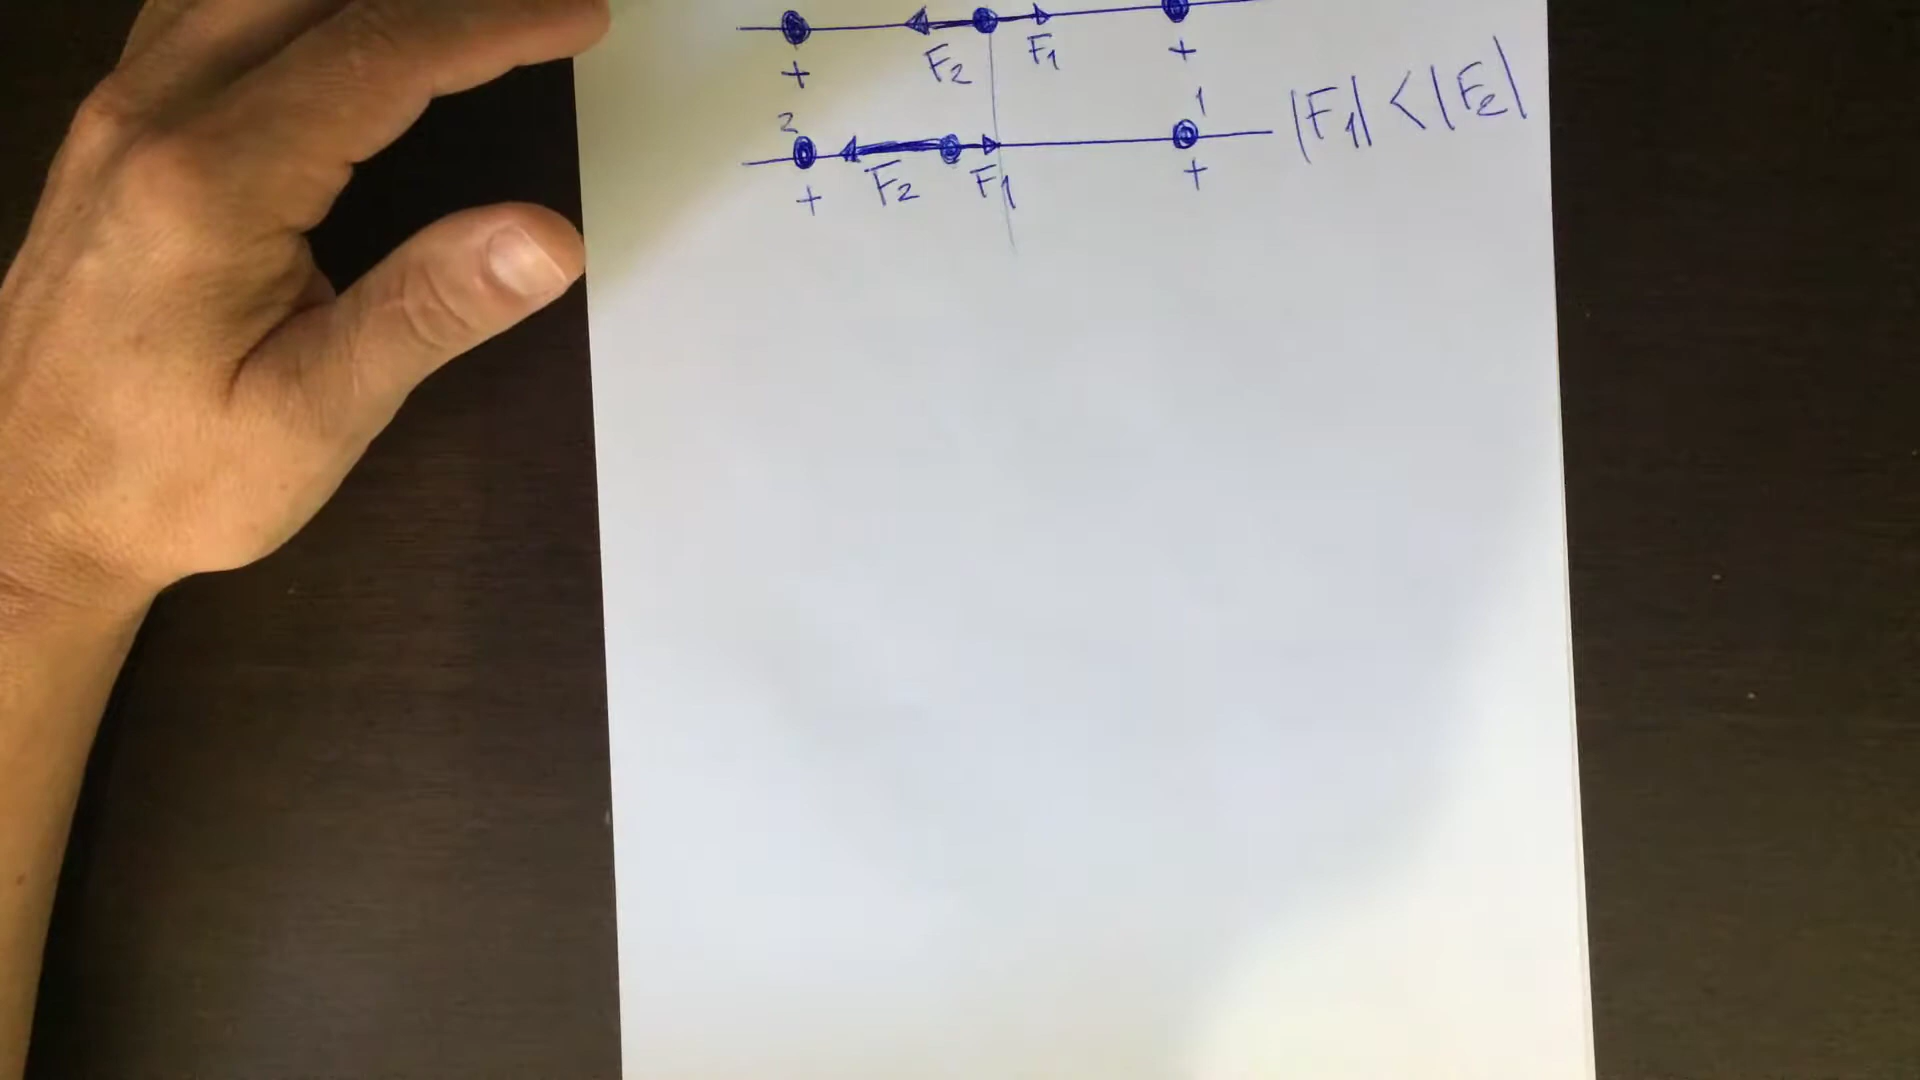 F2 F1
+ +
2 1
|F1| < |F2|
F2 F1
+ +